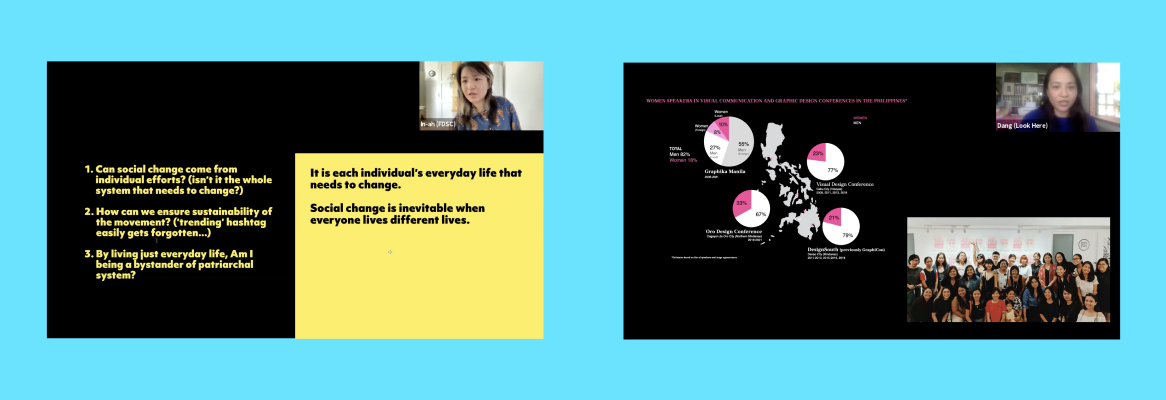 In-ah (FDSC)
1. Can social change come from
individual efforts? (isn't it the whole
system that needs to change?)
2. How can we ensure sustainability of
the movement? ('trending' hashtag
easily gets forgotten...)
3. By living just everyday life, Am I
being a bystander of patriarchal
system?
It is each individual's everyday life that
needs to change.
Social change is inevitable when
everyone lives different lives.
Dang (Look Here)
WOMEN SPEAKERS IN VISUAL COMMUNICATION AND GRAPHIC DESIGN CONFERENCES IN THE PHILIPPINES*
WOMEN
MEN
Women
Women
10%
8%
27%
Men
55%
Men
TOTAL
Men 82%
Women 18%
Graphika Manila
23%
77%
Visual Design Conference
33%
67%
Oro Design Conference
21%
79%
DesignSouth (previously GraphiCon)